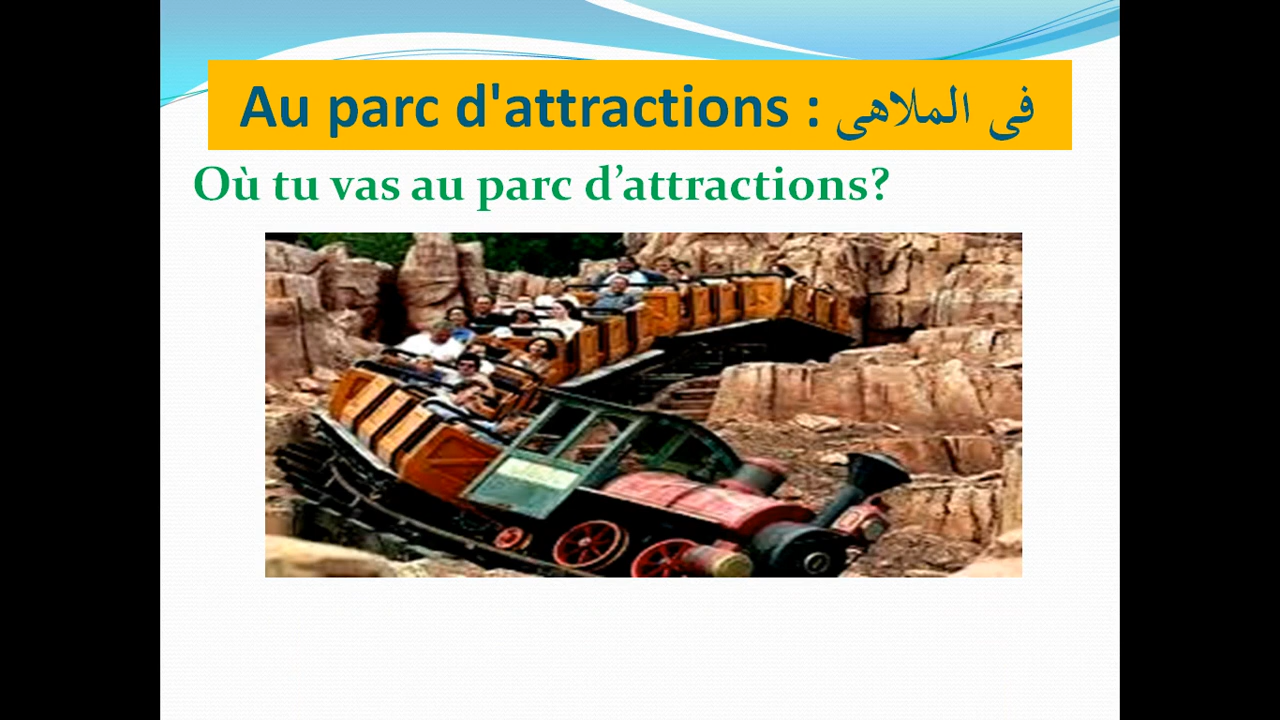 Au parc d'attractions : فى الملاهى
Où tu vas au parc d’attractions?